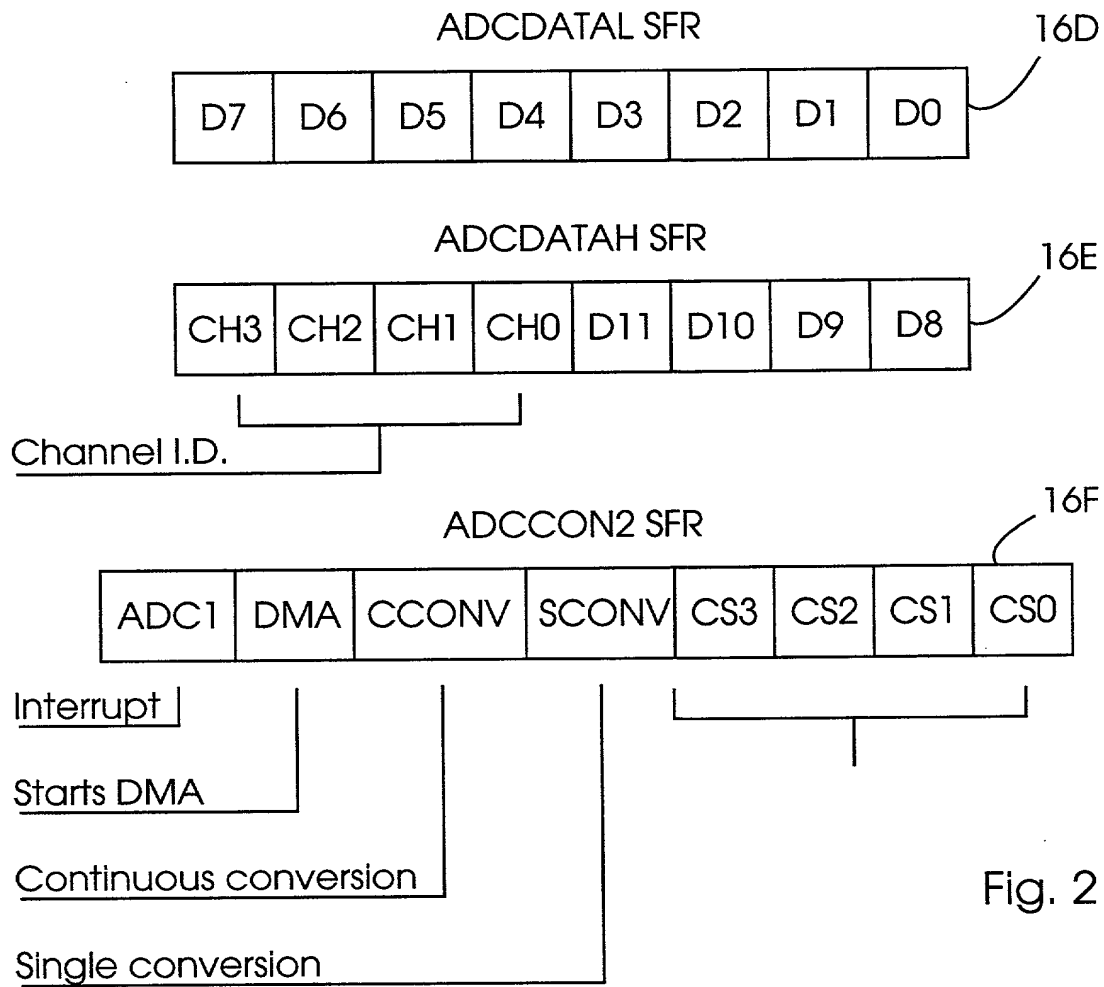 ADCDATAL SFR
16D
D7 D6 D5 D4 D3 D2 D1 D0
ADCDATAH SFR
16E
CH3 CH2 CH1 CH0 D11 D10 D9 D8
Channel I.D.
ADCCON2 SFR
16F
ADC1 DMA CCONV SCONV CS3 CS2 CS1 CS0
Interrupt
Starts DMA
Continuous conversion
Single conversion
Fig. 2